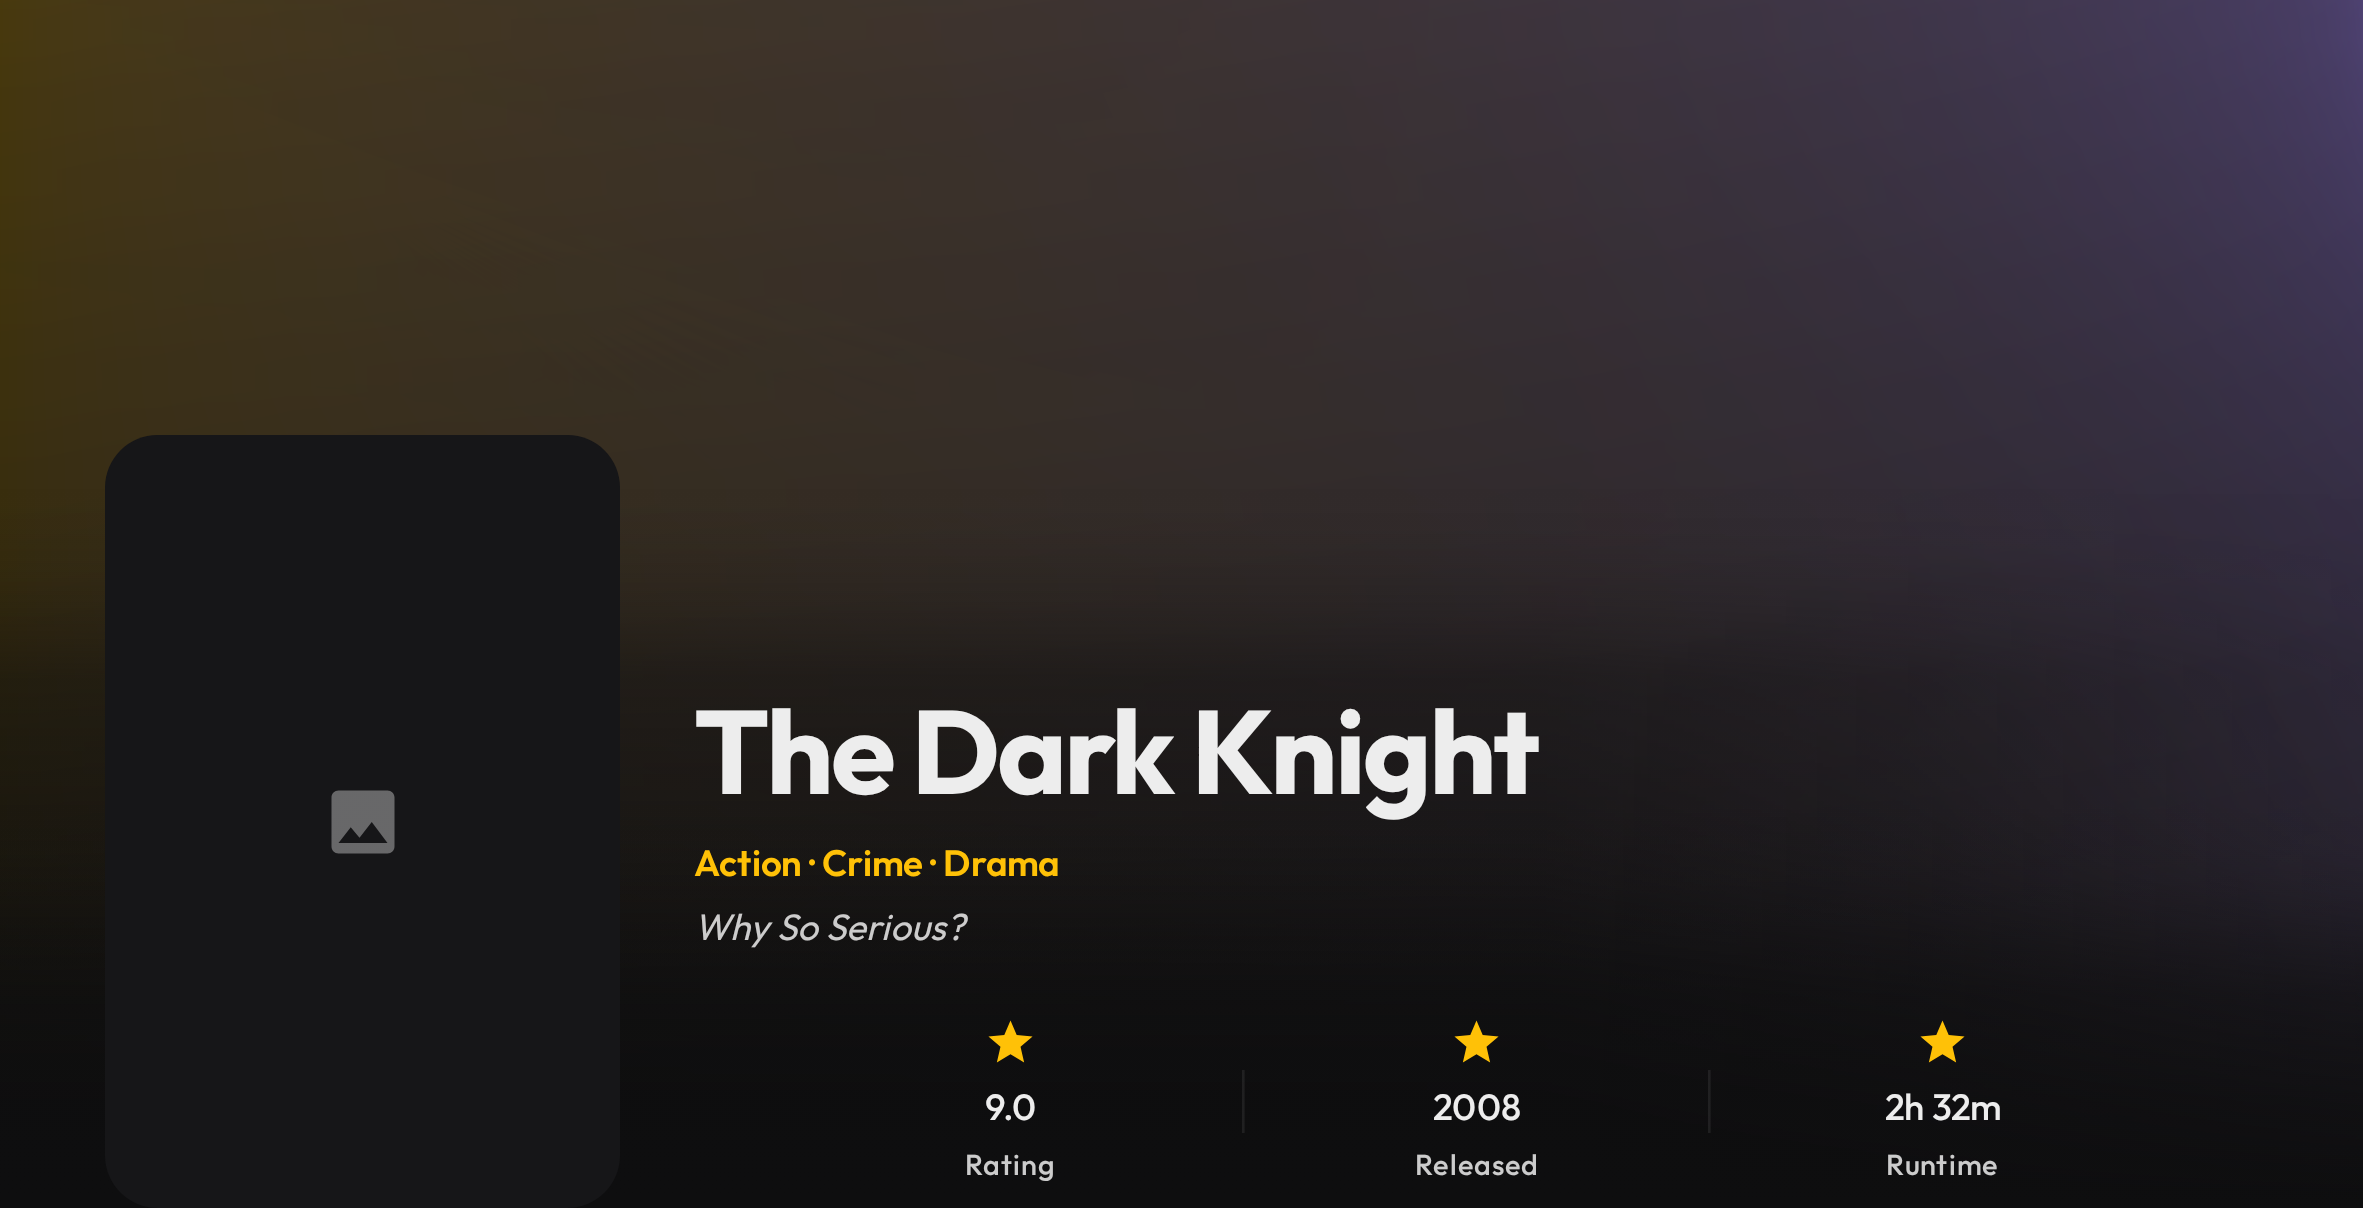 The Dark Knight
Action · Crime · Drama
Why So Serious?
9.0
Rating
2008
Released
2h 32m
Runtime